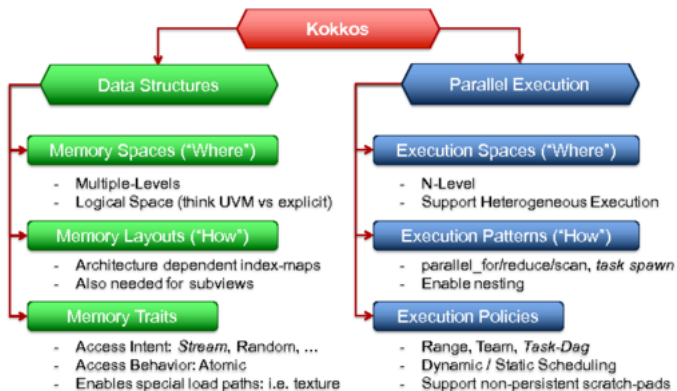 Kokkos
Data Structures
Memory Spaces ("Where")
- Multiple-Levels
- Logical Space (think UVM vs explicit)
Memory Layouts ("How")
- Architecture dependent index-maps
- Also needed for subviews
Memory Traits
- Access Intent: Stream, Random, ...
- Access Behavior: Atomic
- Enables special load paths: i.e. texture
Parallel Execution
Execution Spaces ("Where")
- N-Level
- Support Heterogeneous Execution
Execution Patterns ("How")
- parallel_for/reduce/scan, task spawn
- Enable nesting
Execution Policies
- Range, Team, Task-Dag
- Dynamic / Static Scheduling
- Support non-persistent scratch-pads